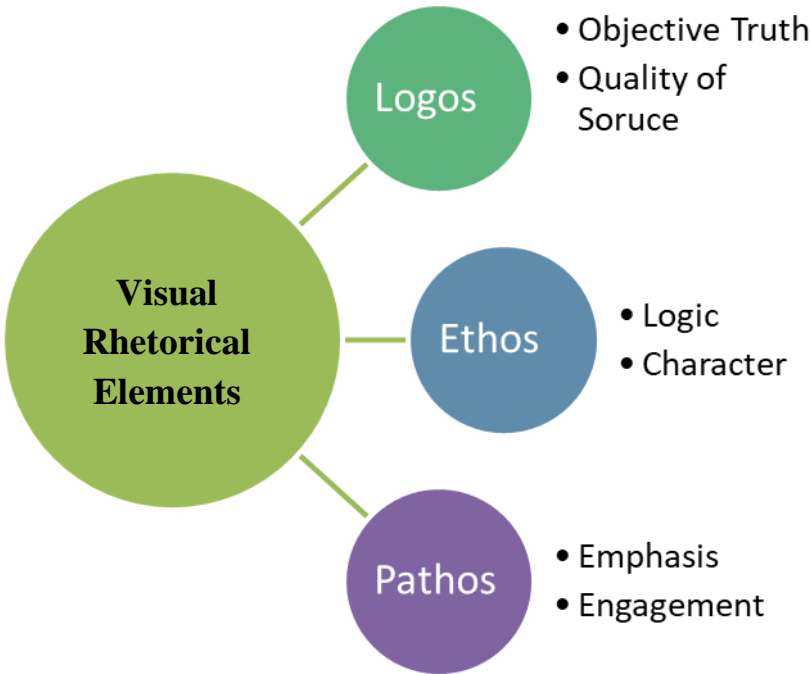 Visual
Rhetorical
Elements
Logos
• Objective Truth
• Quality of
Soruce
Ethos
• Logic
• Character
Pathos
• Emphasis
• Engagement